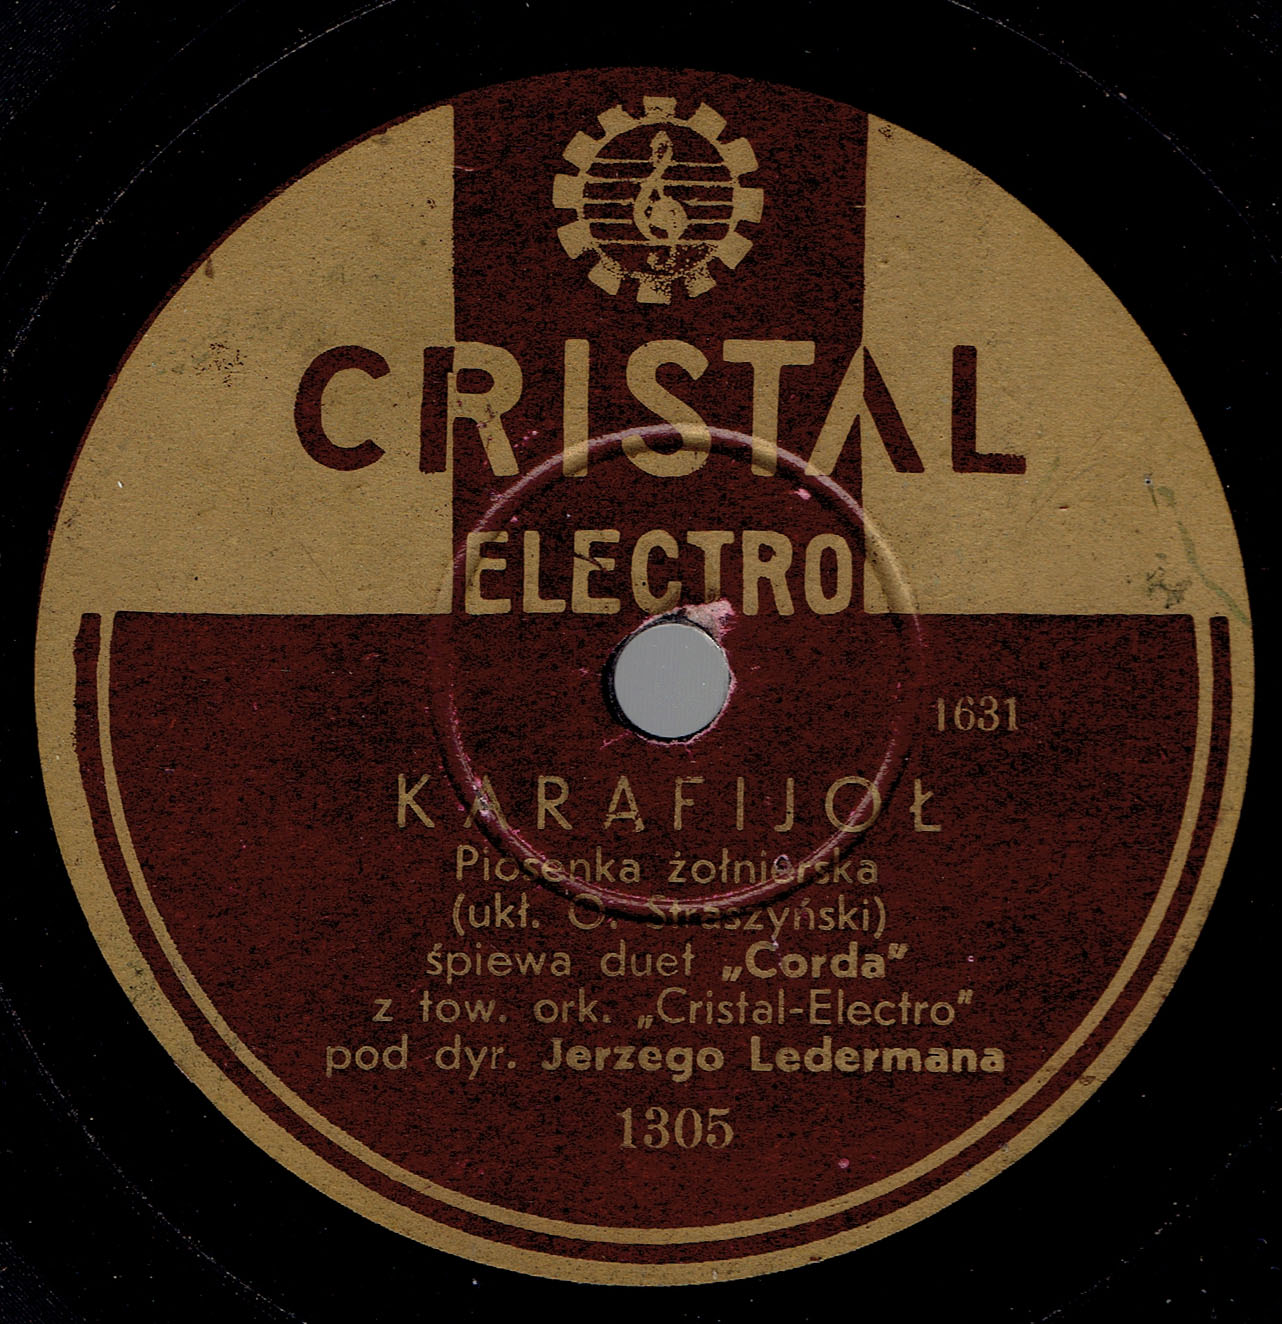 CRISTAL
ELECTRO
1631
KARAFIJOŁ
Piosenka żołnierska
(ukł. O. Straszyński)
śpiewa duet „Corda"
z tow. ork. „Cristal-Electro"
pod dyr. Jerzego Ledermana
1305